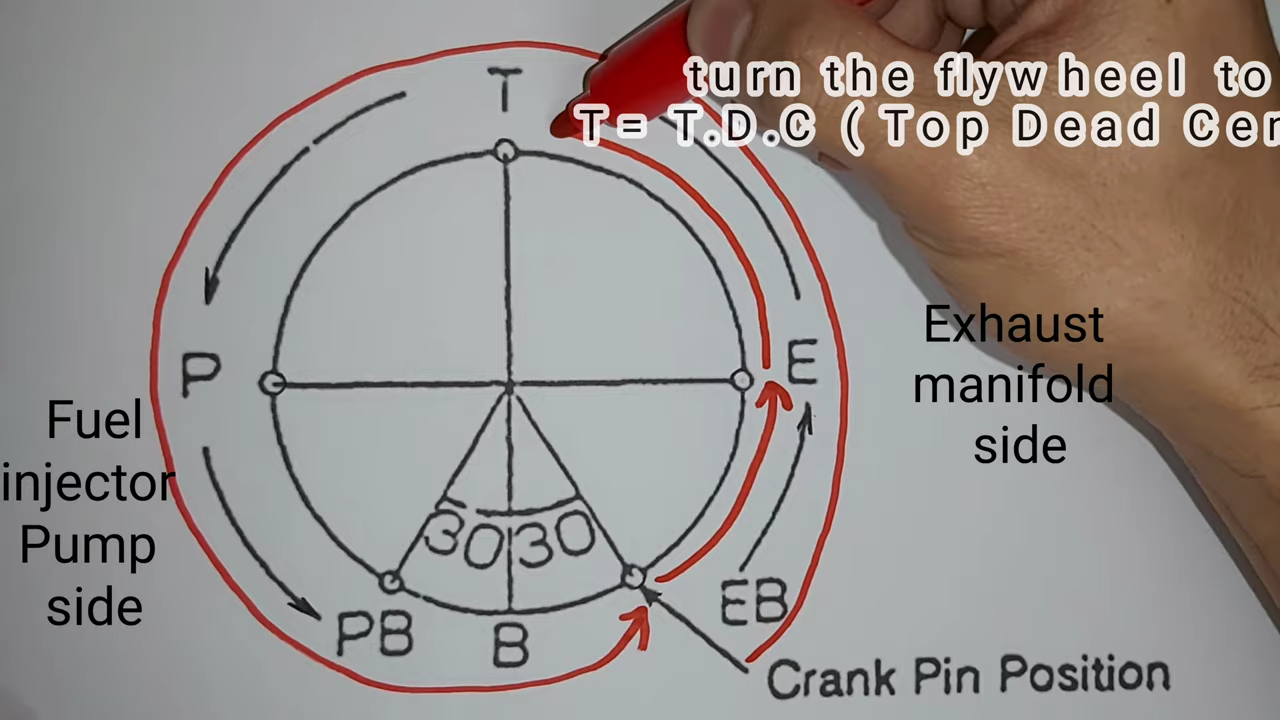 turn the flywheel to
T= T.D.C (Top Dead Cer
T
E
P
Exhaust
manifold
side
Fuel
injector
Pump
side
30 30
EB
PB
B
Crank Pin Position